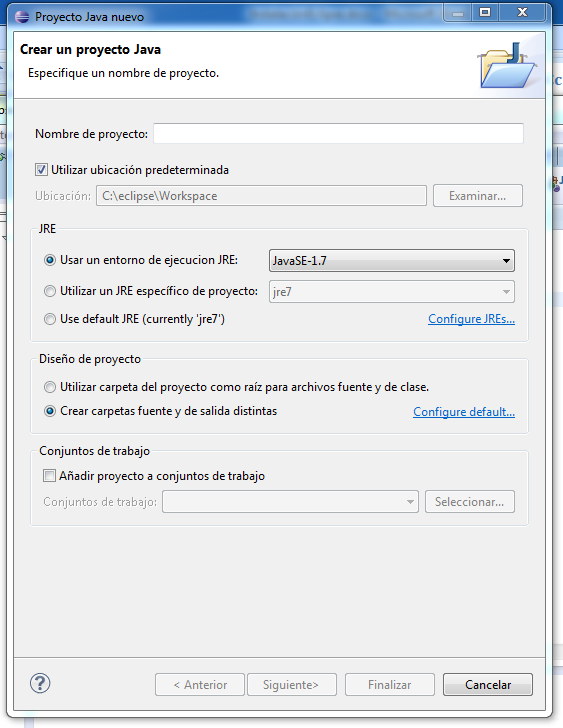 Proyecto Java nuevo
Crear un proyecto Java
Especifique un nombre de proyecto.
Nombre de proyecto:
Utilizar ubicación predeterminada
Ubicación: C:\eclipse\Workspace Examinar...
JRE
Usar un entorno de ejecucion JRE: JavaSE-1.7
Utilizar un JRE específico de proyecto: jre7
Use default JRE (currently 'jre7') Configure JREs...
Diseño de proyecto
Utilizar carpeta del proyecto como raíz para archivos fuente y de clase.
Crear carpetas fuente y de salida distintas Configure default...
Conjuntos de trabajo
Añadir proyecto a conjuntos de trabajo
Conjuntos de trabajo: Seleccionar...
? < Anterior Siguiente> Finalizar Cancelar